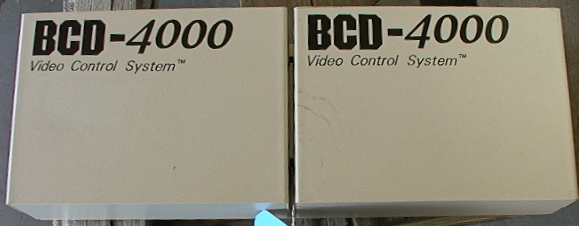 BCD-4000
Video Control System™
BCD-4000
Video Control System™